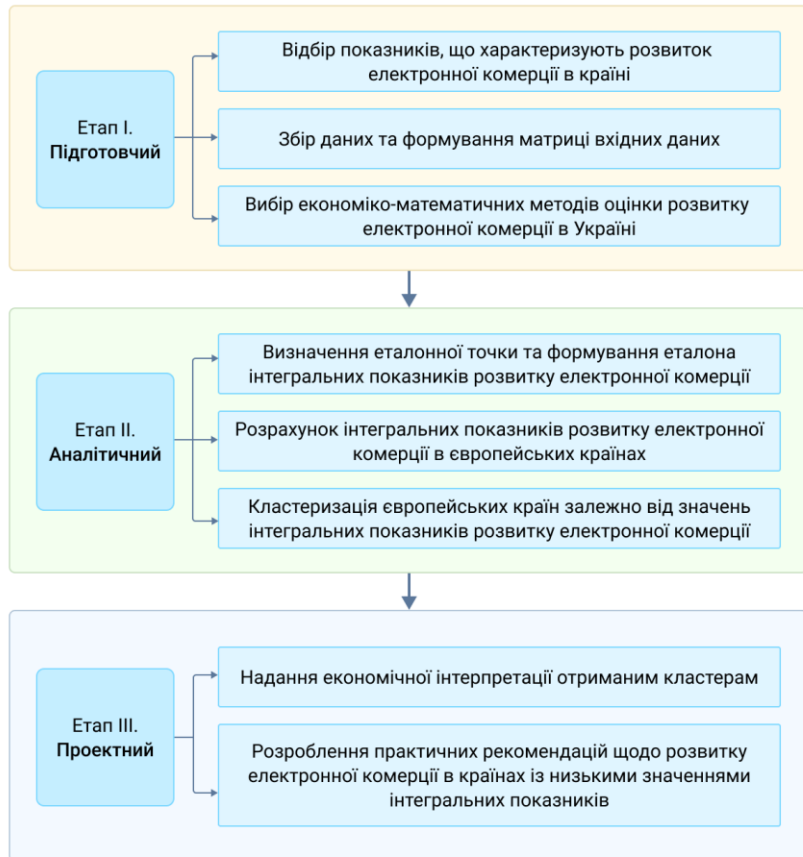 Етап I.
Підготовчий
Відбір показників, що характеризують розвиток
електронної комерції в країні
Збір даних та формування матриці вхідних даних
Вибір економіко-математичних методів оцінки розвитку
електронної комерції в Україні
Етап II.
Аналітичний
Визначення еталонної точки та формування еталона
інтегральних показників розвитку електронної комерції
Розрахунок інтегральних показників розвитку електронної
комерції в європейських країнах
Кластеризація європейських країн залежно від значень
інтегральних показників розвитку електронної комерції
Етап III.
Проектний
Надання економічної інтерпретації отриманим кластерам
Розроблення практичних рекомендацій щодо розвитку
електронної комерції в країнах із низькими значеннями
інтегральних показників